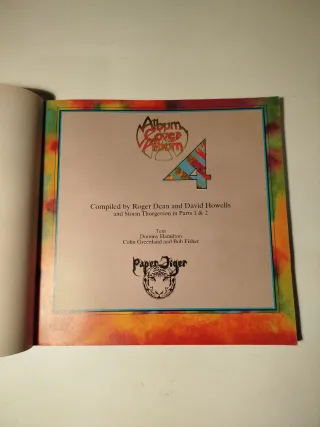 Album
Cover
Album
4
Compiled by Roger Dean and David Howells
and Storm Thorgerson in Parts 1 & 2
Text
Dominy Hamilton
Colin Greenland and Bob Fisher
Paper Tiger